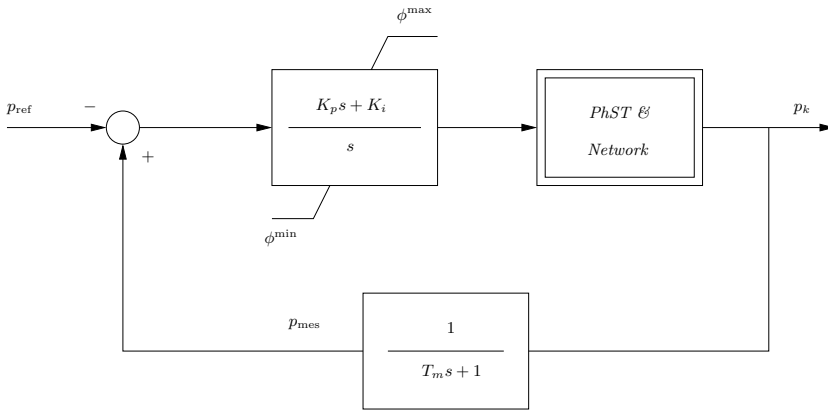 φ^max
p_ref
−
K_p s + K_i
s
PhST &
Network
p_k
+
φ^min
p_mes
1
T_m s + 1